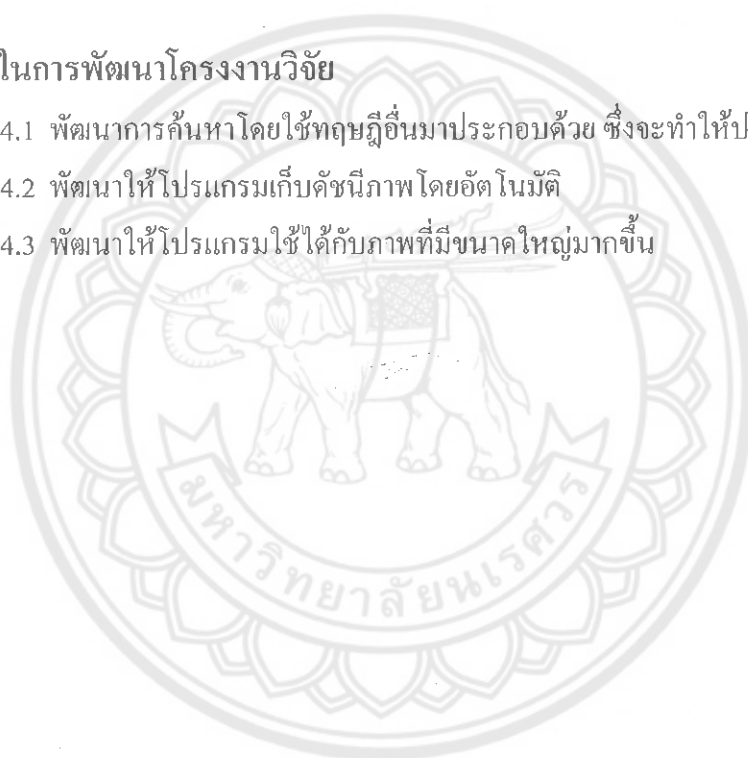 ในการพัฒนาโครงงานวิจัย
4.1 พัฒนาการค้นหาโดยใช้ทฤษฎีอื่นมาประกอบด้วย ซึ่งจะทำให้ป
4.2 พัฒนาให้โปรแกรมเก็บดัชนีภาพโดยอัตโนมัติ
4.3 พัฒนาให้โปรแกรมใช้ได้กับภาพที่มีขนาดใหญ่มากขึ้น
มหาวิทยาลัยนเรศวร